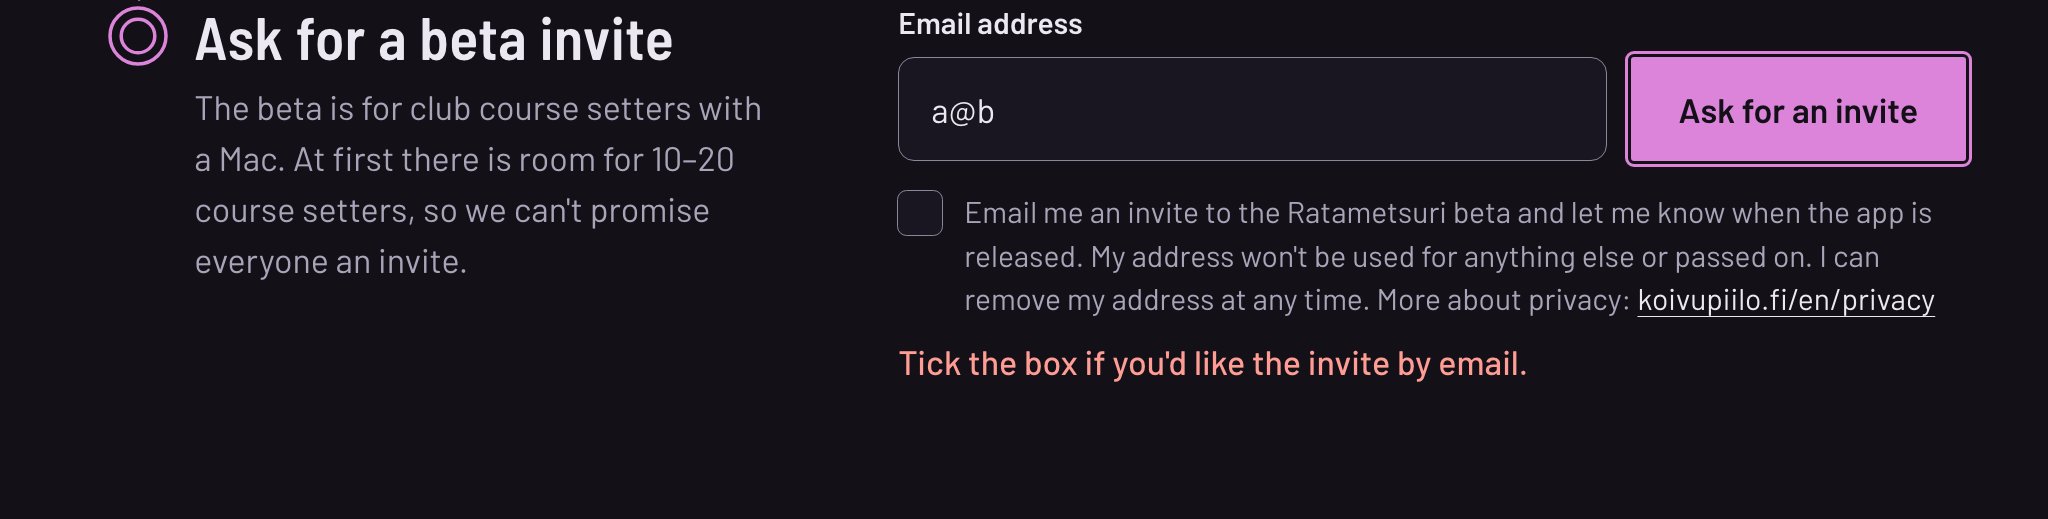 Ask for a beta invite
The beta is for club course setters with
a Mac. At first there is room for 10–20
course setters, so we can't promise
everyone an invite.
Email address
a@b
Ask for an invite
Email me an invite to the Ratametsuri beta and let me know when the app is
released. My address won't be used for anything else or passed on. I can
remove my address at any time. More about privacy: koivupiilo.fi/en/privacy
Tick the box if you'd like the invite by email.